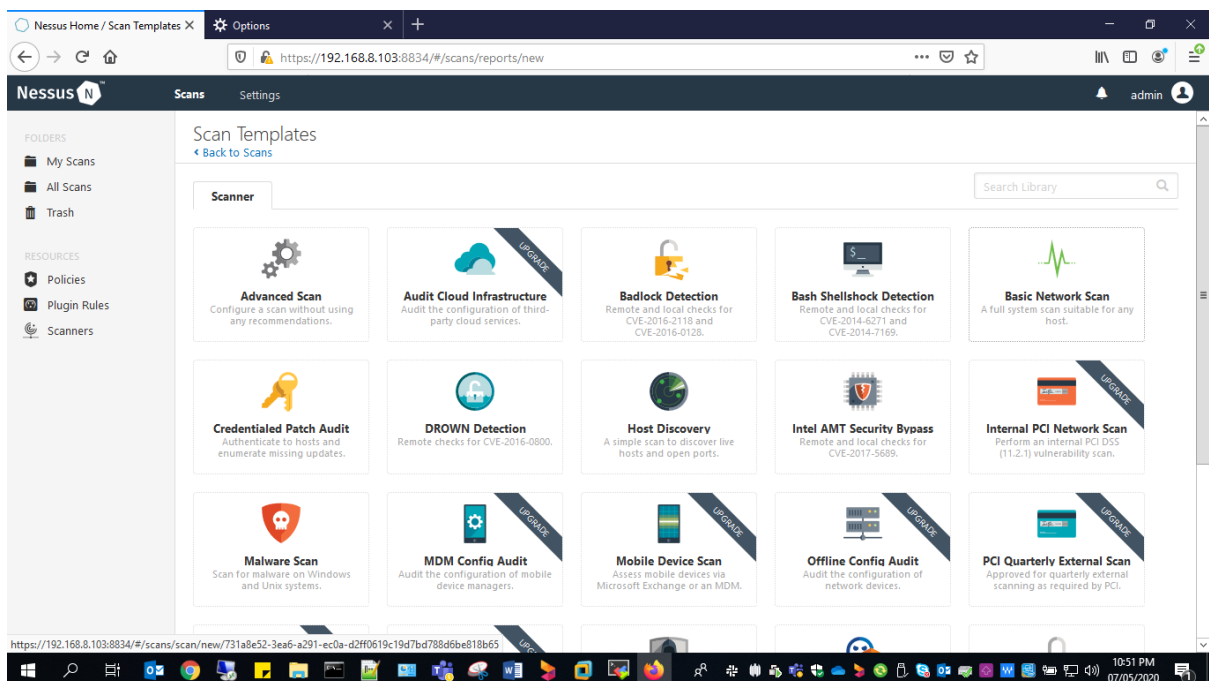 Nessus Home / Scan Templates
Options
https://192.168.8.103:8834/#/scans/reports/new
Nessus N
Scans
Settings
admin
FOLDERS
My Scans
All Scans
Trash
RESOURCES
Policies
Plugin Rules
Scanners
Scan Templates
Back to Scans
Scanner
Search Library
Advanced Scan
Configure a scan without using
any recommendations.
UPGRADE
Audit Cloud Infrastructure
Audit the configuration of third-
party cloud services.
Badlock Detection
Remote and local checks for
CVE-2016-2118 and
CVE-2016-0128.
$_
Bash Shellshock Detection
Remote and local checks for
CVE-2014-6271 and
CVE-2014-7169.
Basic Network Scan
A full system scan suitable for any
host.
Credentialed Patch Audit
Authenticate to hosts and
enumerate missing updates.
DROWN Detection
Remote checks for CVE-2016-0800.
Host Discovery
A simple scan to discover live
hosts and open ports.
Intel AMT Security Bypass
Remote and local checks for
CVE-2017-5689.
UPGRADE
Internal PCI Network Scan
Perform an internal PCI DSS
(11.2.1) vulnerability scan.
Malware Scan
Scan for malware on Windows
and Unix systems.
UPGRADE
MDM Config Audit
Audit the configuration of mobile
device managers.
UPGRADE
Mobile Device Scan
Assess mobile devices via
Microsoft Exchange or an MDM.
UPGRADE
Offline Config Audit
Audit the configuration of
network devices.
UPGRADE
PCI Quarterly External Scan
Approved for quarterly external
scanning as required by PCI.
https://192.168.8.103:8834/#/scans/scan/new/731a8e52-3ea6-a291-ec0a-d2ff0619c19d7bd788d6be818b65
10:51 PM
07/05/2020